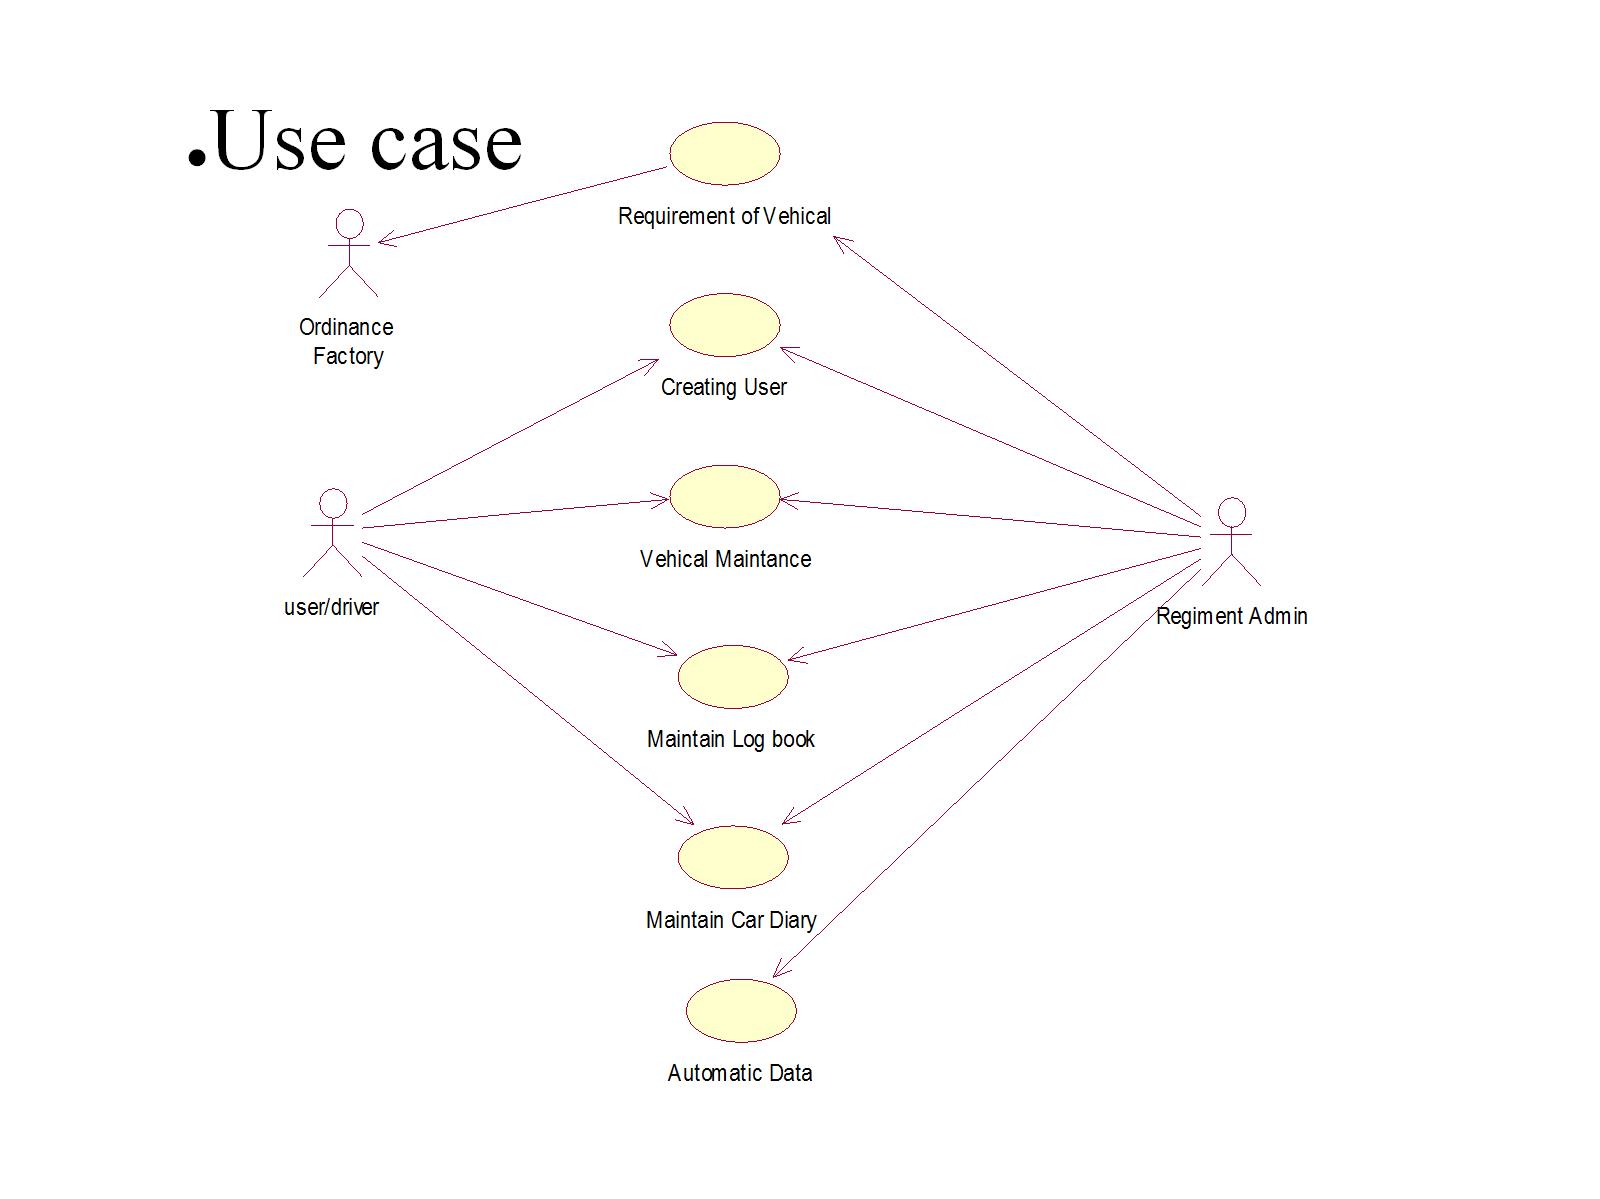 ●Use case
Requirement of Vehical
Ordinance
Factory
Creating User
Vehical Maintance
user/driver
Regiment Admin
Maintain Log book
Maintain Car Diary
Automatic Data